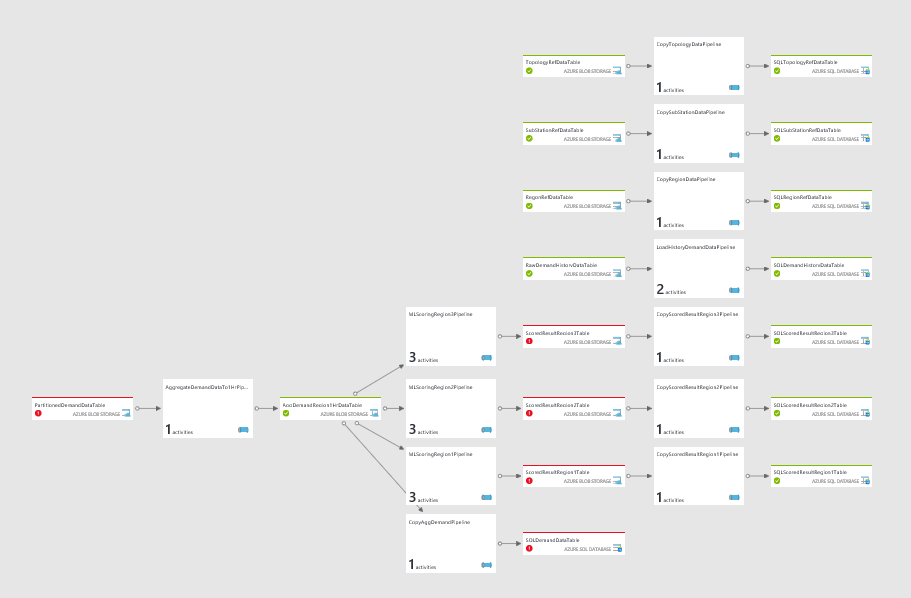 CopyTopologyDataPipeline
TopologyRefDataTable
AZURE BLOB STORAGE
1 activities
SQLTopologyRefDataTable
AZURE SQL DATABASE
CopySubStationDataPipeline
SubStationRefDataTable
AZURE BLOB STORAGE
1 activities
SQLSubStationRefDataTable
AZURE SQL DATABASE
CopyRegionDataPipeline
RegionRefDataTable
AZURE BLOB STORAGE
1 activities
SQLRegionRefDataTable
AZURE SQL DATABASE
LoadHistoryDemandDataPipeline
RawDemandHistoryDataTable
AZURE BLOB STORAGE
2 activities
SQLDemandHistoryDataTable
AZURE SQL DATABASE
MLScoringRegion3Pipeline
3 activities
ScoredResultRegion3Table
AZURE BLOB STORAGE
CopyScoredResultRegion3Pipeline
1 activities
SQLScoredResultRegion3Table
AZURE SQL DATABASE
PartitionedDemandDataTable
AZURE BLOB STORAGE
AggregateDemandDataTo1HrPip...
1 activities
AggDemandRegion1HrDataTable
AZURE BLOB STORAGE
MLScoringRegion2Pipeline
3 activities
ScoredResultRegion2Table
AZURE BLOB STORAGE
CopyScoredResultRegion2Pipeline
1 activities
SQLScoredResultRegion2Table
AZURE SQL DATABASE
MLScoringRegion1Pipeline
3 activities
ScoredResultRegion1Table
AZURE BLOB STORAGE
CopyScoredResultRegion1Pipeline
1 activities
SQLScoredResultRegion1Table
AZURE SQL DATABASE
CopyAggDemandPipeline
1 activities
SQLDemandDataTable
AZURE SQL DATABASE